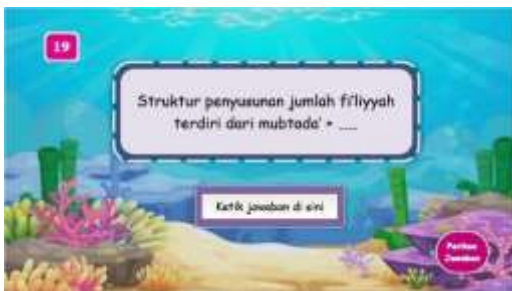 19
Struktur penyusunan jumlah fi'liyyah
terdiri dari mubtada' + ....
Ketik jawaban di sini
Periksa
Jawaban